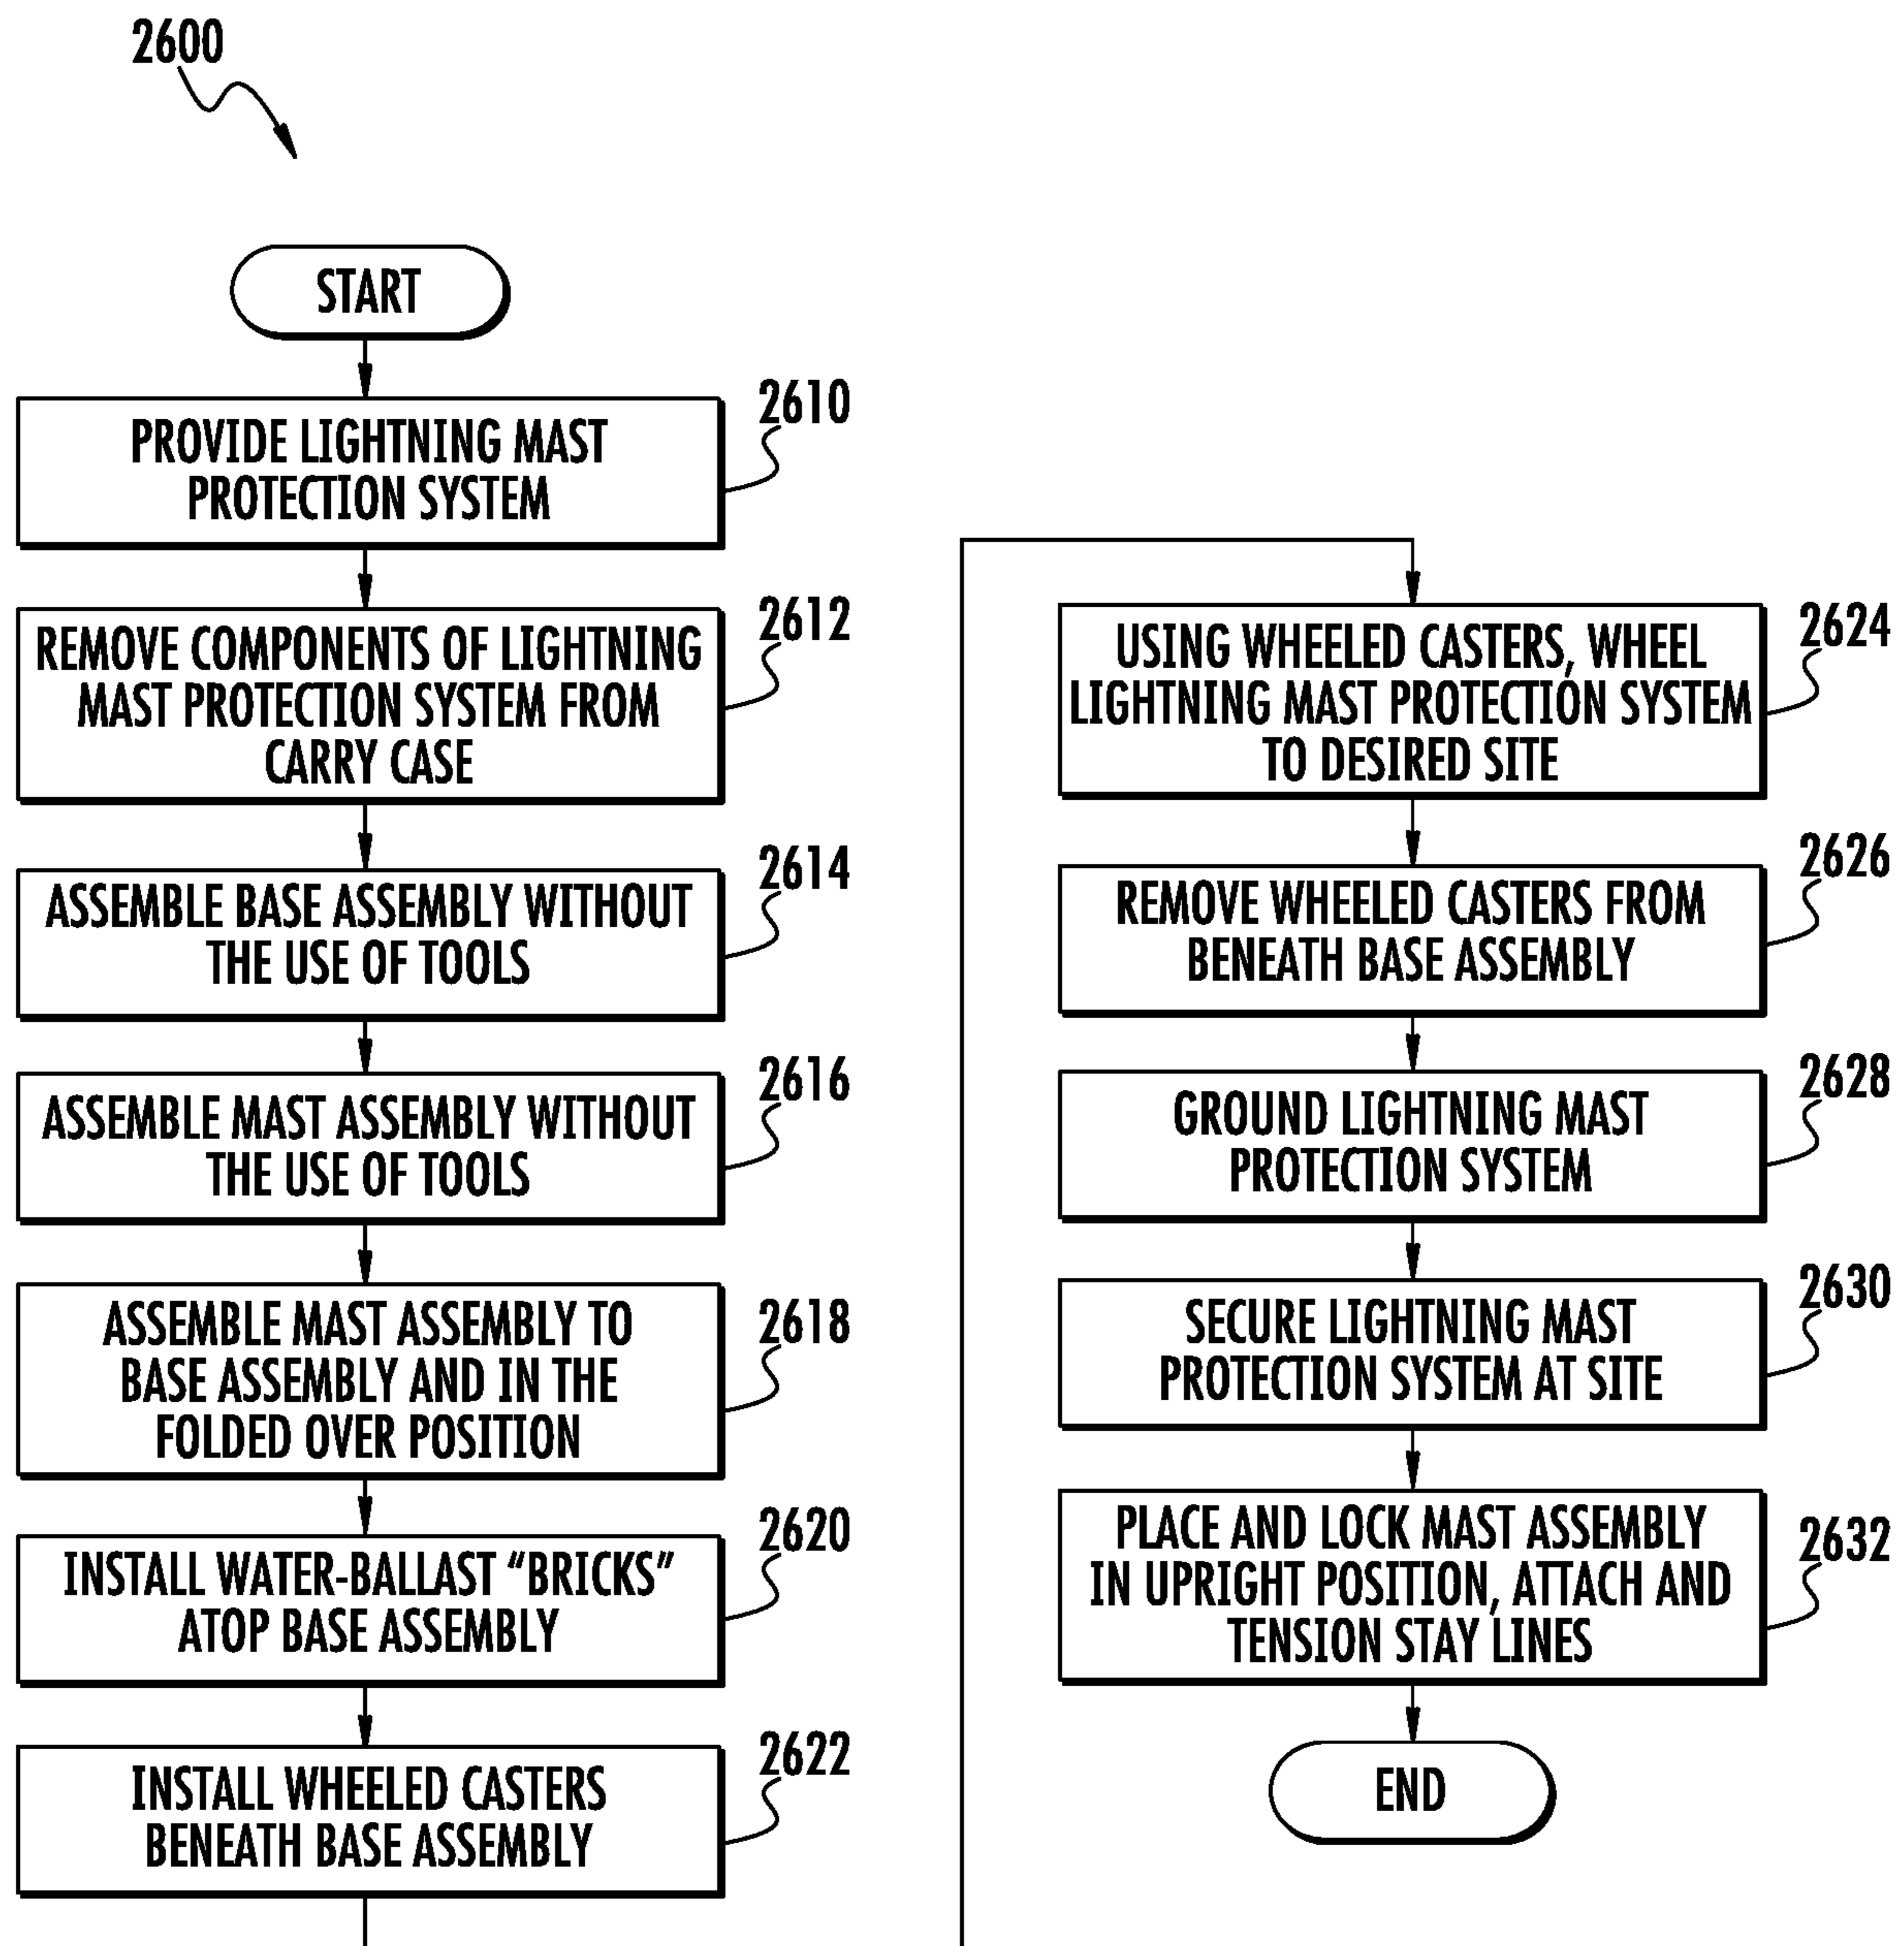 2600
START
PROVIDE LIGHTNING MAST
PROTECTION SYSTEM
2610
REMOVE COMPONENTS OF LIGHTNING
MAST PROTECTION SYSTEM FROM
CARRY CASE
2612
ASSEMBLE BASE ASSEMBLY WITHOUT
THE USE OF TOOLS
2614
ASSEMBLE MAST ASSEMBLY WITHOUT
THE USE OF TOOLS
2616
ASSEMBLE MAST ASSEMBLY TO
BASE ASSEMBLY AND IN THE
FOLDED OVER POSITION
2618
INSTALL WATER-BALLAST “BRICKS”
ATOP BASE ASSEMBLY
2620
INSTALL WHEELED CASTERS
BENEATH BASE ASSEMBLY
2622
USING WHEELED CASTERS, WHEEL
LIGHTNING MAST PROTECTION SYSTEM
TO DESIRED SITE
2624
REMOVE WHEELED CASTERS FROM
BENEATH BASE ASSEMBLY
2626
GROUND LIGHTNING MAST
PROTECTION SYSTEM
2628
SECURE LIGHTNING MAST
PROTECTION SYSTEM AT SITE
2630
PLACE AND LOCK MAST ASSEMBLY
IN UPRIGHT POSITION, ATTACH AND
TENSION STAY LINES
2632
END